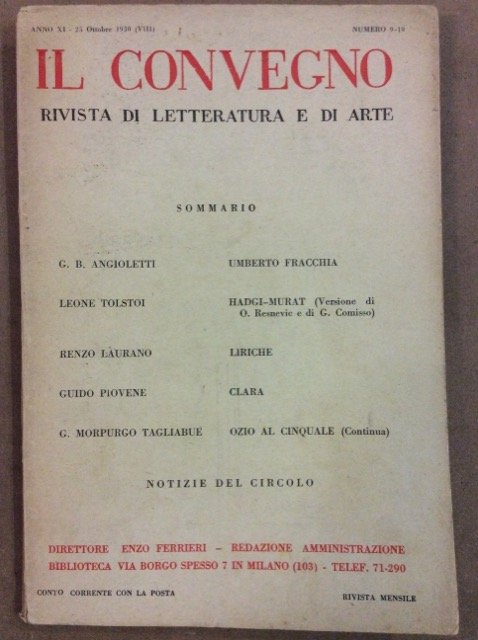 ANNO XI - 25 Ottobre 1930 (VIII) NUMERO 9-10
IL CONVEGNO
RIVISTA DI LETTERATURA E DI ARTE
SOMMARIO
G. B. ANGIOLETTI UMBERTO FRACCHIA
LEONE TOLSTOI HADGI-MURAT (Versione di
O. Resnevic e di G. Comisso)
RENZO LÀURANO LIRICHE
GUIDO PIOVENE CLARA
G. MORPURGO TAGLIABUE OZIO AL CINQUALE (Continua)
NOTIZIE DEL CIRCOLO
DIRETTORE ENZO FERRIERI - REDAZIONE AMMINISTRAZIONE
BIBLIOTECA VIA BORGO SPESSO 7 IN MILANO (103) - TELEF. 71-290
CONTO CORRENTE CON LA POSTA RIVISTA MENSILE